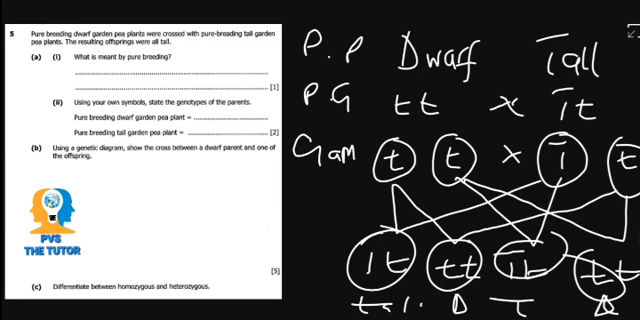 5 Pure breeding dwarf garden pea plants were crossed with pure-breeding tall garden
pea plants. The resulting offsprings were all tall.
(a) (i) What is meant by pure breeding?
[1]
(ii) Using your own symbols, state the genotypes of the parents.
Pure breeding dwarf garden pea plant =
Pure breeding tall garden pea plant = [2]
(b) Using a genetic diagram, show the cross between a dwarf parent and one of
the offspring.
PVS
THE TUTOR
[5]
(c) Differentiate between homozygous and heterozygous.
P.P Dwarf Tall
P.G tt x Tt
Gam t t x T t
Tt tt Tt tt
tal. D T D